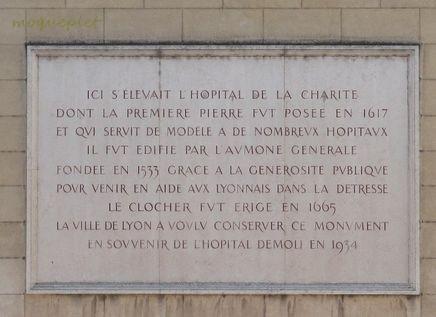 moquepiet
ICI S'ELEVAIT L'HOPITAL DE LA CHARITE
DONT LA PREMIERE PIERRE FVT POSEE EN 1617
ET QVI SERVIT DE MODELE A DE NOMBREVX HOPITAVX
IL FVT EDIFIE PAR L'AVMONE GENERALE
FONDEE EN 1533 GRACE A LA GENEROSITE PVBLIQVE
POVR VENIR EN AIDE AVX LYONNAIS DANS LA DETRESSE
LE CLOCHER FVT ERIGE EN 1665
LA VILLE DE LYON A VOVLV CONSERVER CE MONVMENT
EN SOVVENIR DE L'HOPITAL DEMOLI EN 1934